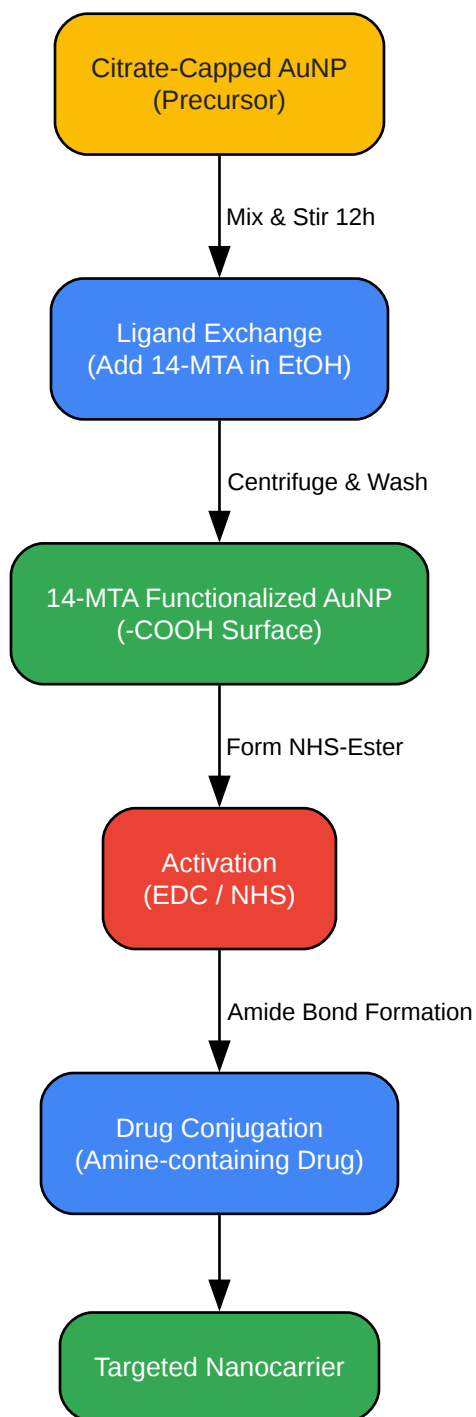 Citrate-Capped AuNP
(Precursor)
Mix & Stir 12h
Ligand Exchange
(Add 14-MTA in EtOH)
Centrifuge & Wash
14-MTA Functionalized AuNP
(-COOH Surface)
Form NHS-Ester
Activation
(EDC / NHS)
Amide Bond Formation
Drug Conjugation
(Amine-containing Drug)
Targeted Nanocarrier